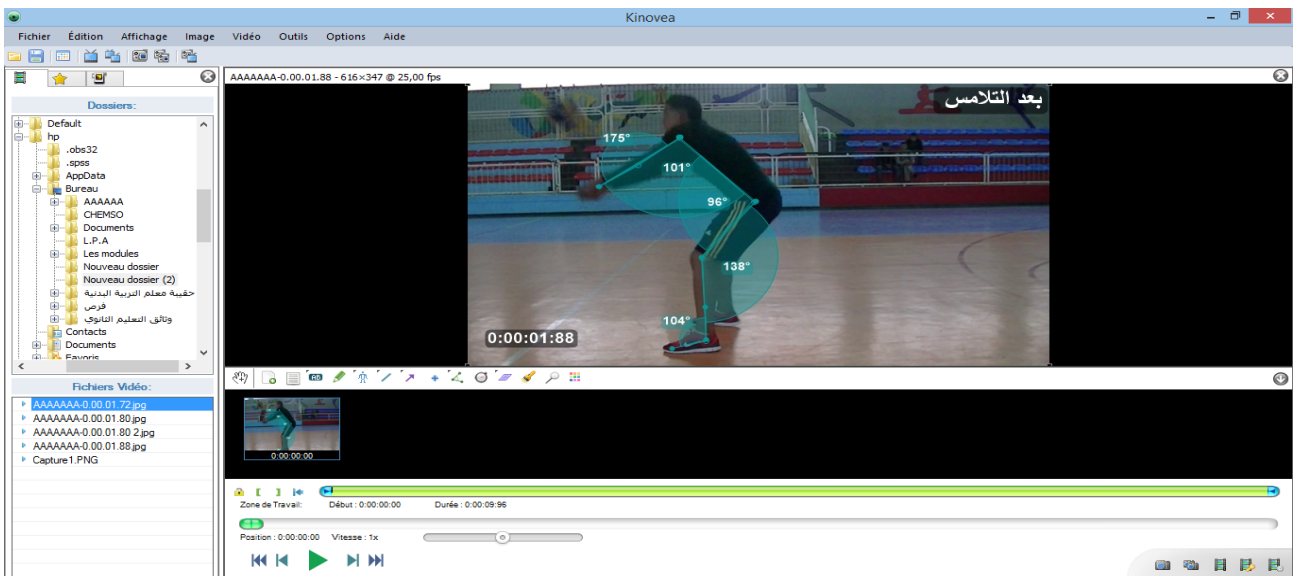 Kinovea
Fichier Édition Affichage Image Vidéo Outils Options Aide
AAAAAAA-0.00.01.88 - 616×347 @ 25,00 fps
Dossiers:
Default
hp
.obs32
.spss
AppData
Bureau
AAAAAA
CHEMSO
Documents
L.P.A
Les modules
Nouveau dossier
Nouveau dossier (2)
حقيبة معلم التربية البدنية
فرص
وثائق التعليم الثانوي
Contacts
Documents
Favoris
Fichiers Vidéo:
AAAAAAA-0.00.01.72.jpg
AAAAAAA-0.00.01.80.jpg
AAAAAAA-0.00.01.80 2.jpg
AAAAAAA-0.00.01.88.jpg
Capture1.PNG
بعد التلامس
175°
101°
96°
138°
104°
0:00:01:88
0:00:00:00
Zone de Travail: Début : 0:00:00:00 Durée : 0:00:09:96
Position : 0:00:00:00 Vitesse : 1x